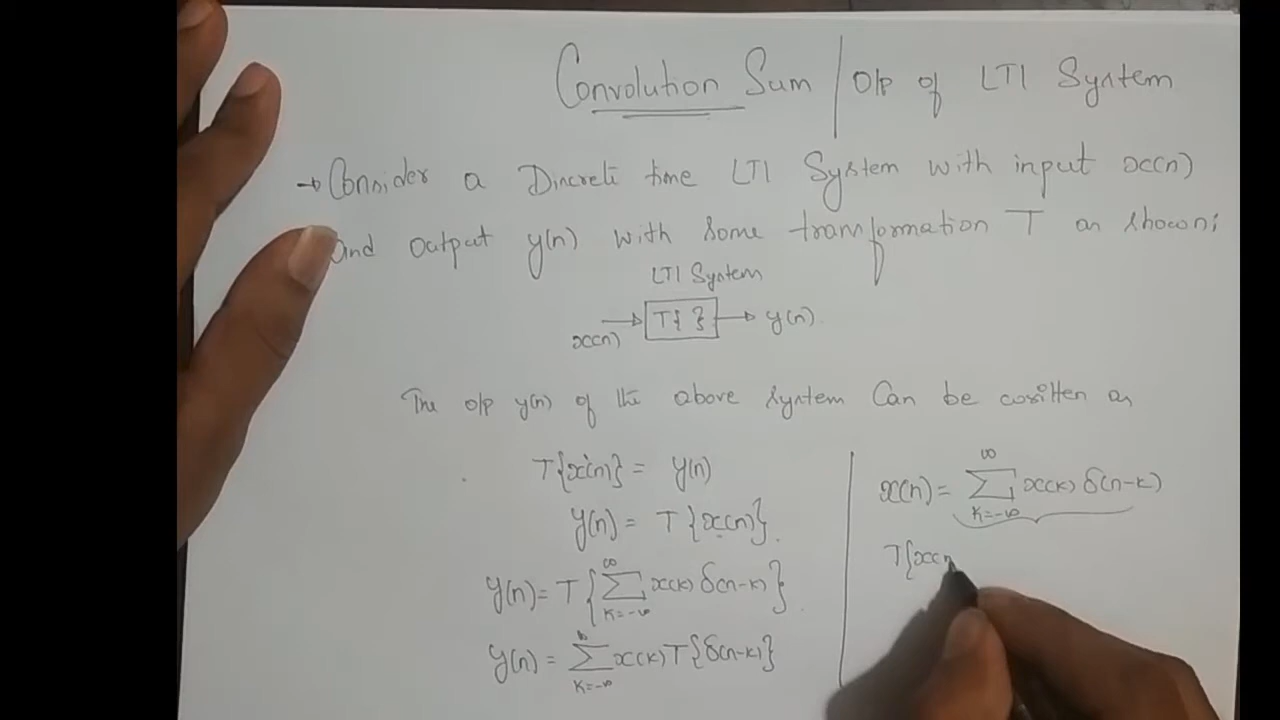 Convolution Sum | O/p of LTI System
→ Consider a Discrete time LTI System with input x(n)
and output y(n) with some transformation T as shown;
LTI System
x(n) → T{ } → y(n)
The o/p y(n) of the above system Can be written as
T{x(n)} = y(n)
y(n) = T{x(n)}.
y(n) = T{∑_{k=-∞}^{∞} x(k) δ(n-k)}
y(n) = ∑_{k=-∞}^{∞} x(k) T{δ(n-k)}
x(n) = ∑_{k=-∞}^{∞} x(k) δ(n-k)
T{x(n